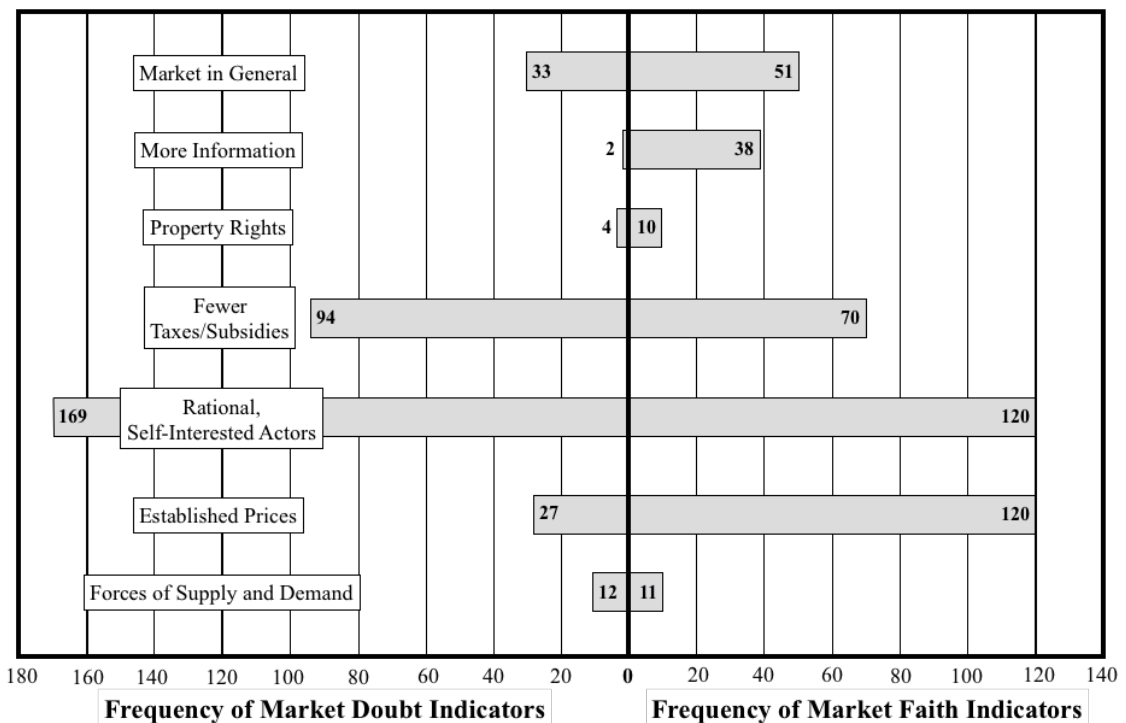 Market in General
33 51
More Information
2 38
Property Rights
4 10
Fewer
Taxes/Subsidies
94 70
169
Rational,
Self-Interested Actors
120
Established Prices
27 120
Forces of Supply and Demand
12 11
180 160 140 120 100 80 60 40 20 0 20 40 60 80 100 120 140
Frequency of Market Doubt Indicators
Frequency of Market Faith Indicators